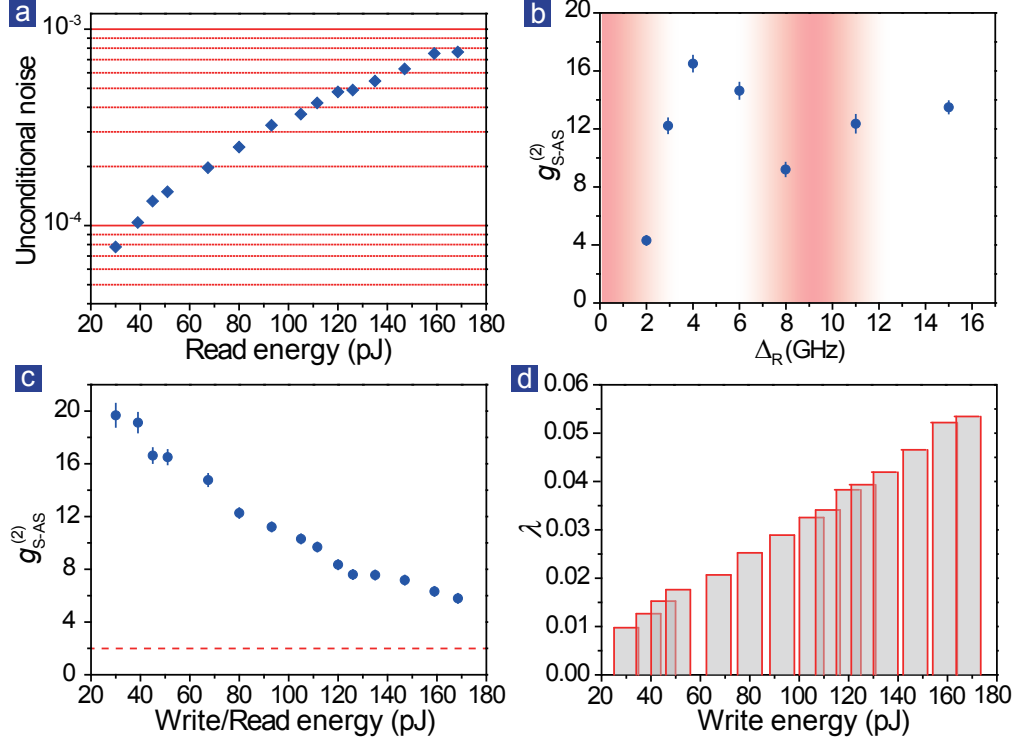 a
10⁻³
10⁻⁴
Unconditional noise
20 40 60 80 100 120 140 160 180
Read energy (pJ)
b
20
16
12
8
4
0
g⁽²⁾S-AS
0 2 4 6 8 10 12 14 16
ΔR(GHz)
c
20
16
12
8
4
0
g⁽²⁾S-AS
20 40 60 80 100 120 140 160 180
Write/Read energy (pJ)
d
0.06
0.05
0.04
0.03
0.02
0.01
0.00
λ
20 40 60 80 100 120 140 160 180
Write energy (pJ)